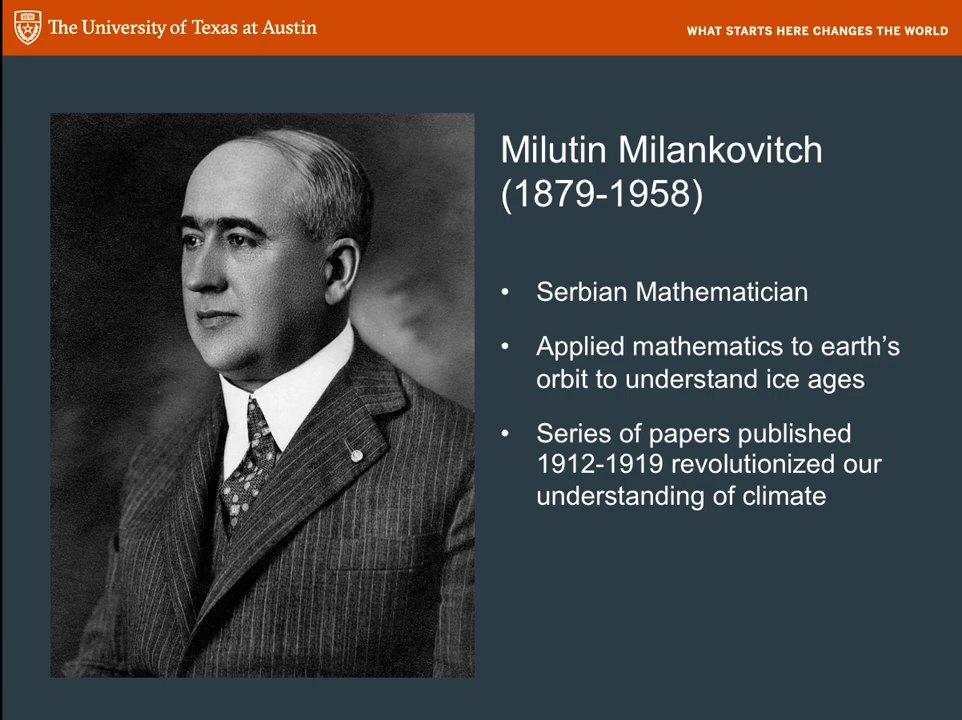 The University of Texas at Austin
WHAT STARTS HERE CHANGES THE WORLD
Milutin Milankovitch
(1879-1958)
• Serbian Mathematician
• Applied mathematics to earth's
orbit to understand ice ages
• Series of papers published
1912-1919 revolutionized our
understanding of climate